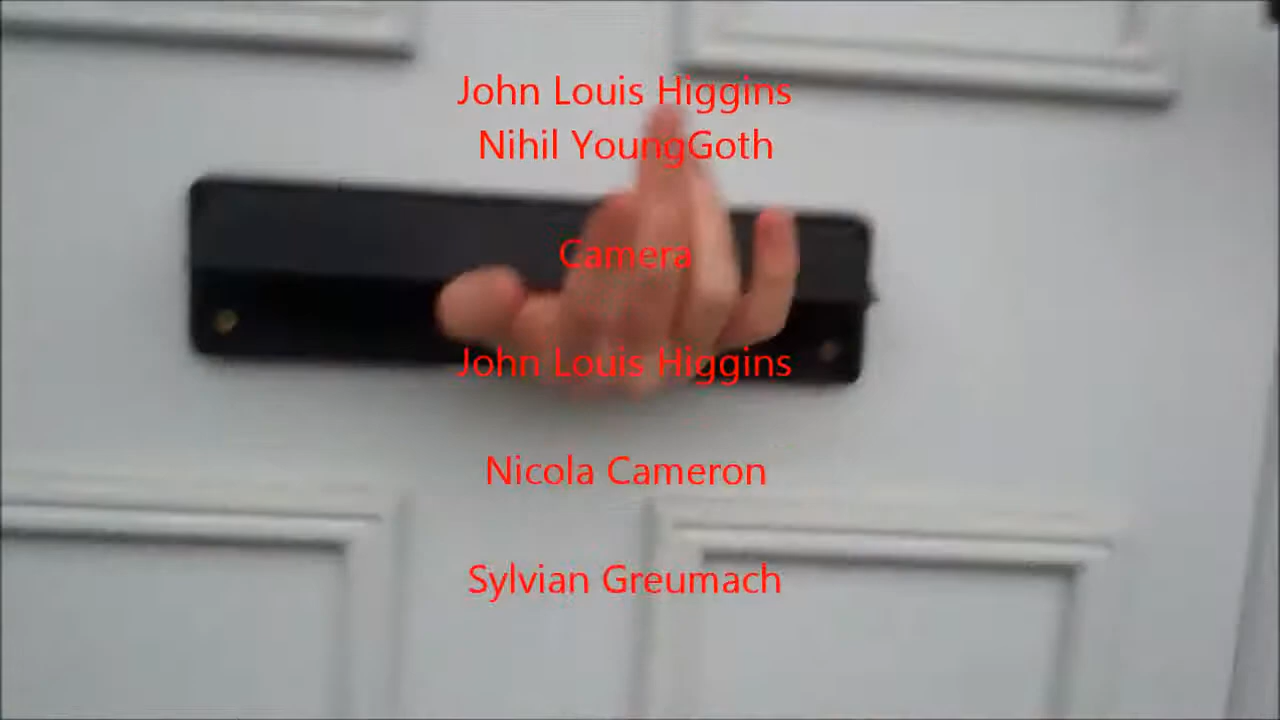 John Louis Higgins
Nihil YoungGoth
Camera
John Louis Higgins
Nicola Cameron
Sylvian Greumach